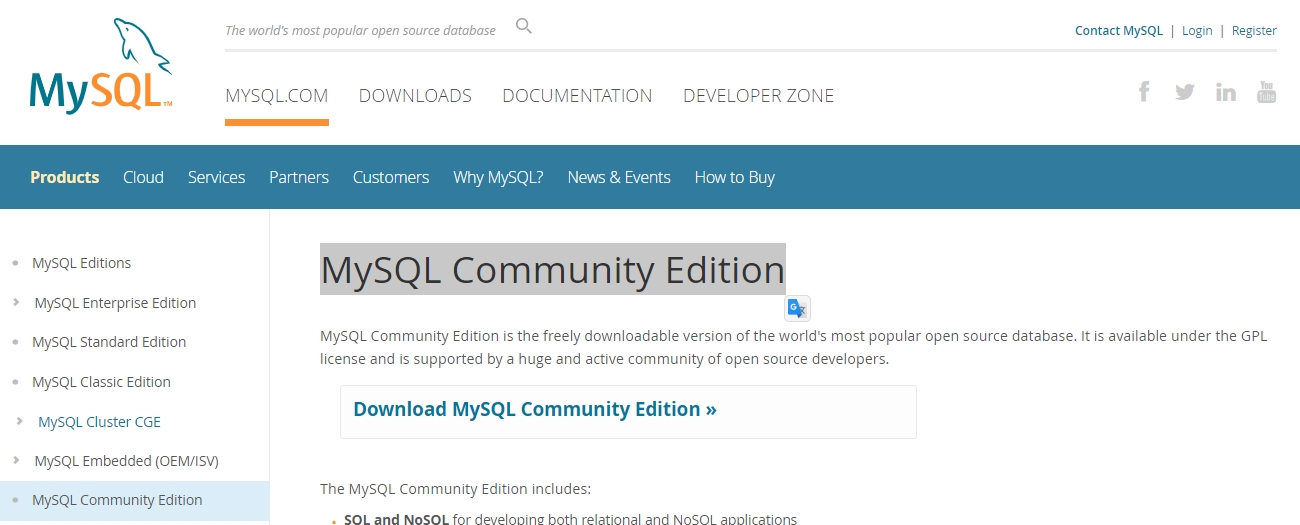 The world's most popular open source database
Contact MySQL | Login | Register
MySQL™
MYSQL.COM DOWNLOADS DOCUMENTATION DEVELOPER ZONE
f in You Tube
Products Cloud Services Partners Customers Why MySQL? News & Events How to Buy
MySQL Editions
MySQL Enterprise Edition
MySQL Standard Edition
MySQL Classic Edition
MySQL Cluster CGE
MySQL Embedded (OEM/ISV)
MySQL Community Edition
MySQL Community Edition
G
MySQL Community Edition is the freely downloadable version of the world's most popular open source database. It is available under the GPL
license and is supported by a huge and active community of open source developers.
Download MySQL Community Edition »
The MySQL Community Edition includes:
• SQL and NoSQL for developing both relational and NoSQL applications